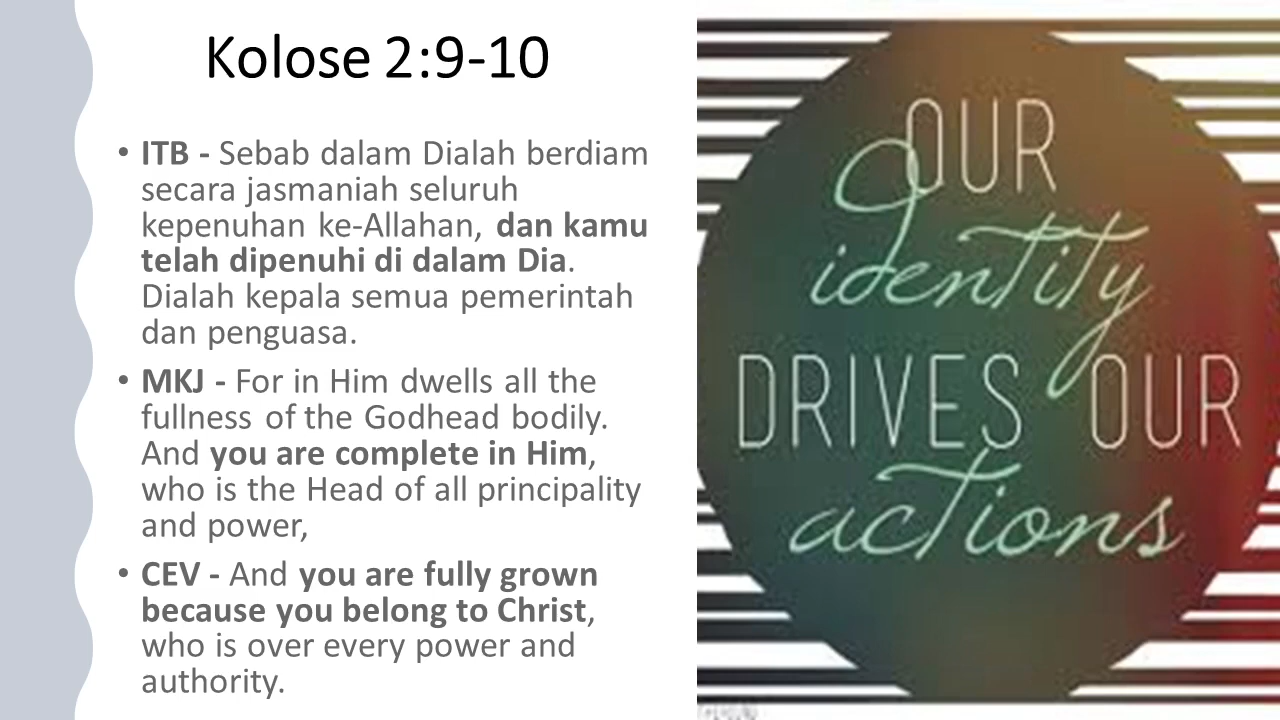 Kolose 2:9-10
• ITB - Sebab dalam Dialah berdiam
secara jasmaniah seluruh
kepenuhan ke-Allahan, dan kamu
telah dipenuhi di dalam Dia.
Dialah kepala semua pemerintah
dan penguasa.
• MKJ - For in Him dwells all the
fullness of the Godhead bodily.
And you are complete in Him,
who is the Head of all principality
and power,
• CEV - And you are fully grown
because you belong to Christ,
who is over every power and
authority.
OUR
identity
DRIVES OUR
actions